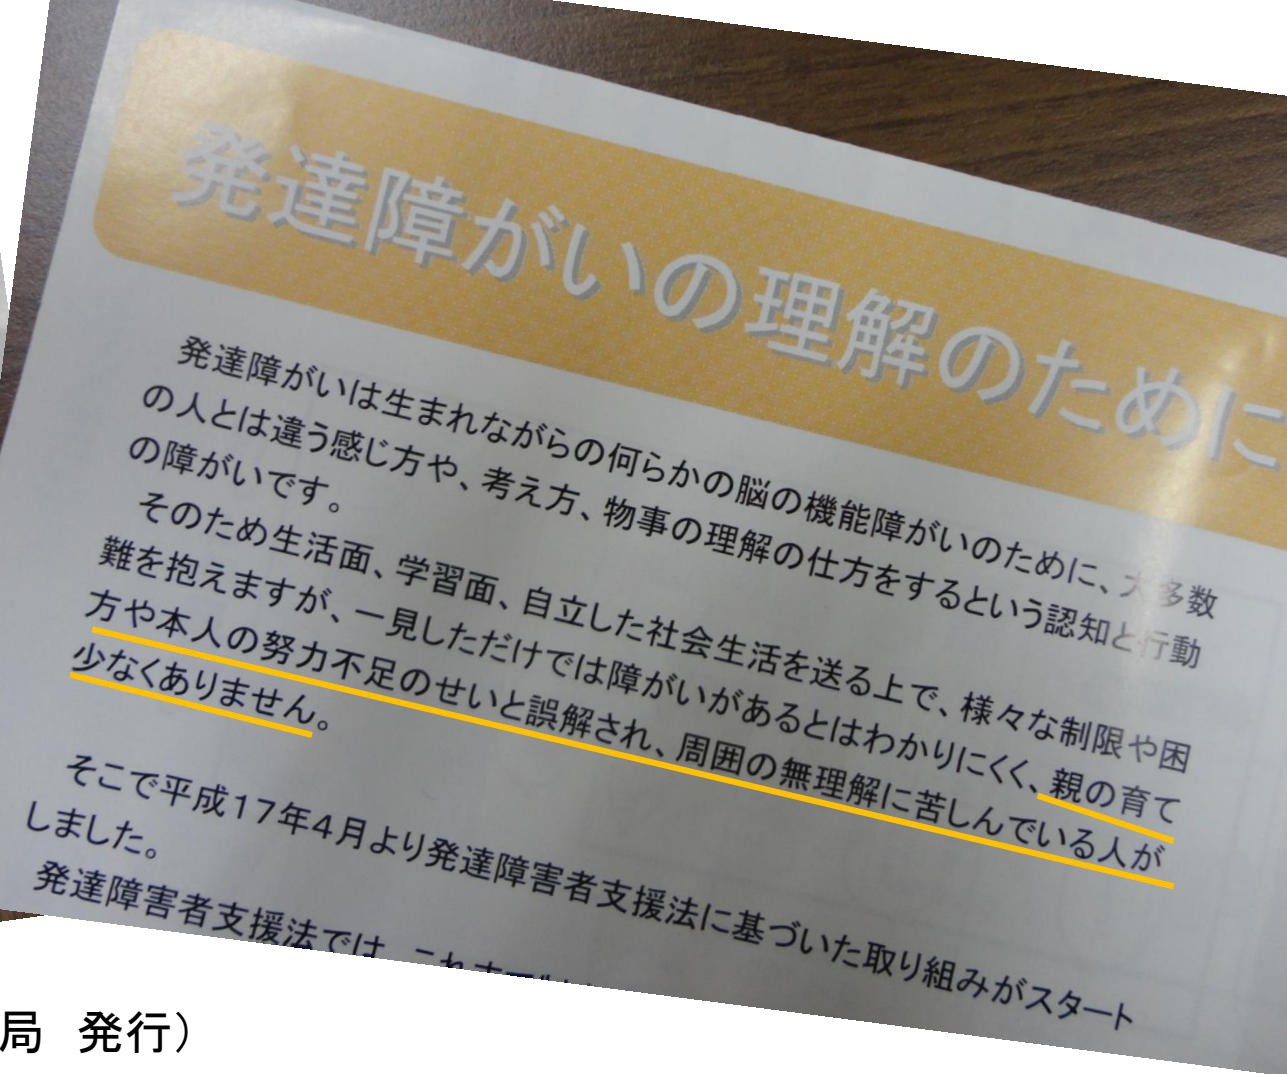 発達障がいの理解のために
発達障がいは生まれながらの何らかの脳の機能障がいのために、大多数
の人とは違う感じ方や、考え方、物事の理解の仕方をするという認知と行動
の障がいです。
そのため生活面、学習面、自立した社会生活を送る上で、様々な制限や困
難を抱えますが、一見しただけでは障がいがあるとはわかりにくく、親の育て
方や本人の努力不足のせいと誤解され、周囲の無理解に苦しんでいる人が
少なくありません。
そこで平成17年4月より発達障害者支援法に基づいた取り組みがスタート
しました。
発達障害者支援法では、これまで
局 発行）